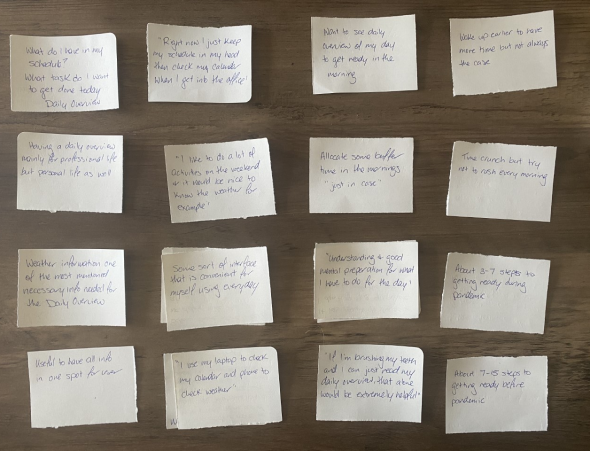 What do I have in my
schedule?
What task do I want
to get done today
Daily Overview
"Right now I just keep
my schedule in my head
then check my calendar
when I get into the office"
Want to see daily
overview of my day
to get ready in the
morning
Wake up earlier to have
more time but not always
the case
Having a daily overview
mainly for professional life
but personal life as well
"I like to do a lot of
activities on the weekend
so it would be nice to
know the weather for
example"
Allocate some buffer
time in the mornings
"just in case"
Time crunch but try
not to rush every morning
Weather information one
of the most mentioned
necessary info needed for
the Daily Overview
Some sort of interface
that is convenient for
myself using everyday
"Understanding & good
mental preparation for what
I have to do for the day"
About 3-7 steps to
getting ready during
pandemic
Useful to have all info
in one spot for user
"I use my laptop to check
my calendar and phone to
check weather"
"If I'm brushing my teeth
and I can just read my
daily overview, that alone
would be extremely helpful"
About 7-15 steps to
getting ready before
pandemic